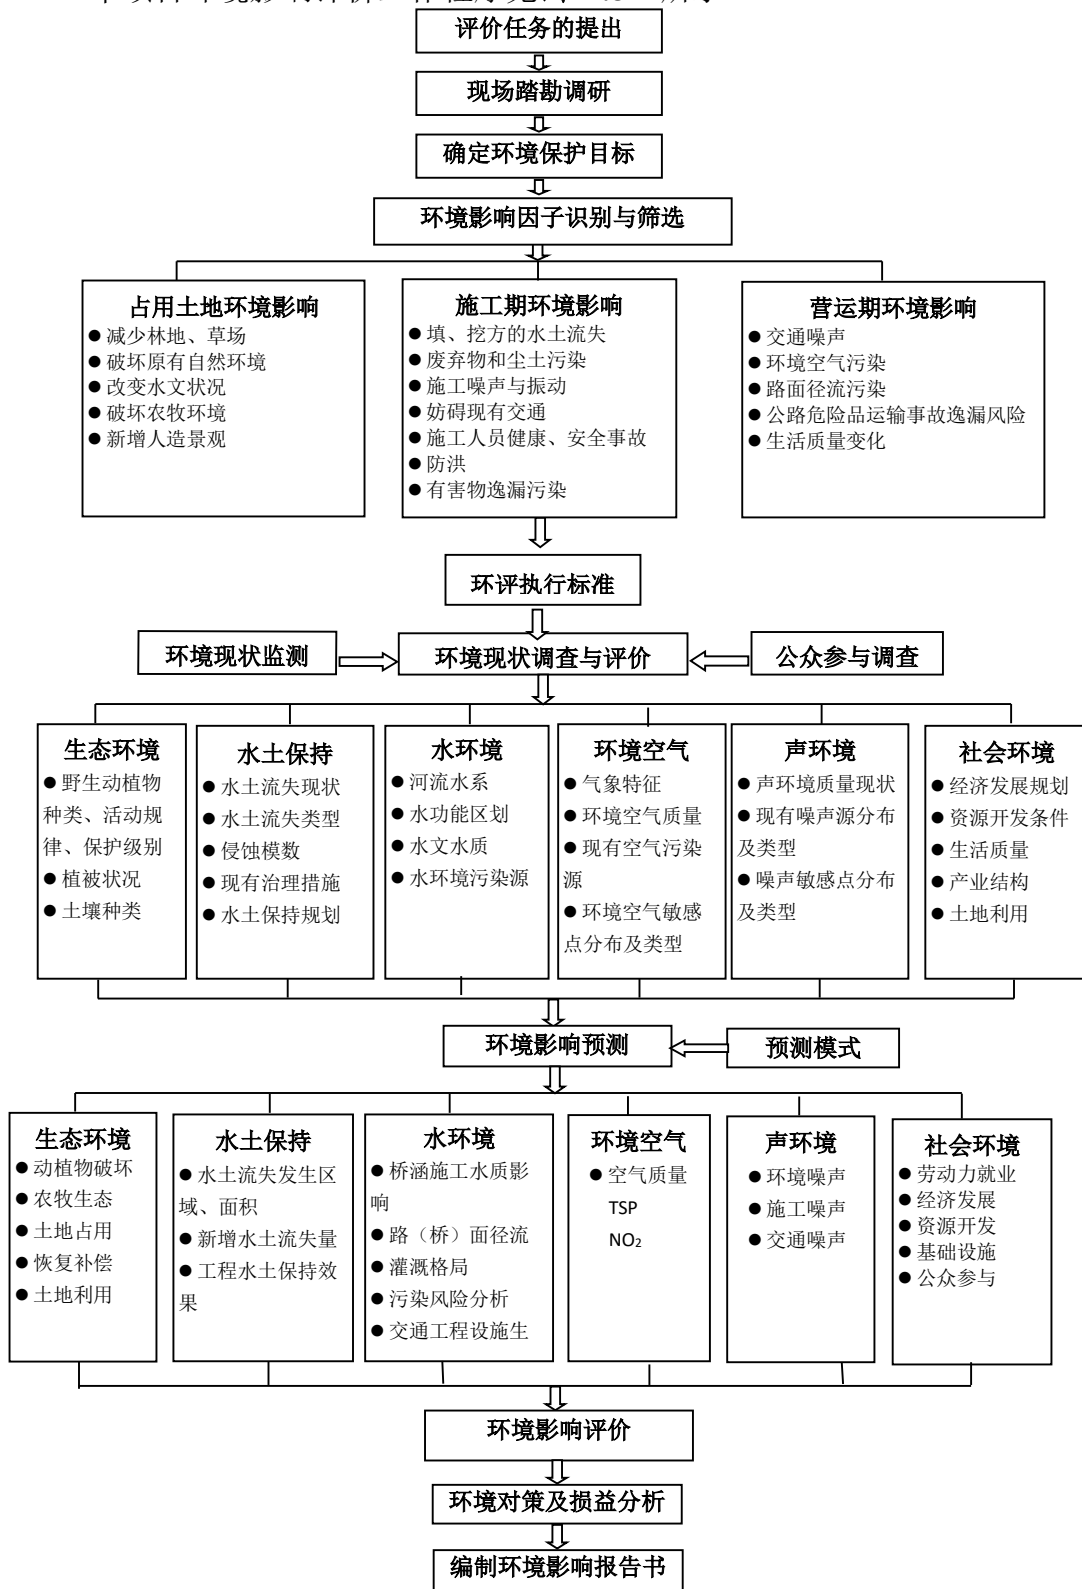 评价任务的提出
现场踏勘调研
确定环境保护目标
环境影响因子识别与筛选
占用土地环境影响
● 减少林地、草场
● 破坏原有自然环境
● 改变水文状况
● 破坏农牧环境
● 新增人造景观
施工期环境影响
● 填、挖方的水土流失
● 废弃物和尘土污染
● 施工噪声与振动
● 妨碍现有交通
● 施工人员健康、安全事故
● 防洪
● 有害物逸漏污染
营运期环境影响
● 交通噪声
● 环境空气污染
● 路面径流污染
● 公路危险品运输事故逸漏风险
● 生活质量变化
环评执行标准
环境现状监测
环境现状调查与评价
公众参与调查
生态环境
● 野生动植物
种类、活动规
律、保护级别
● 植被状况
● 土壤种类
水土保持
● 水土流失现状
● 水土流失类型
● 侵蚀模数
● 现有治理措施
● 水土保持规划
水环境
● 河流水系
● 水功能区划
● 水文水质
● 水环境污染源
环境空气
● 气象特征
● 环境空气质量
● 现有空气污染
源
● 环境空气敏感
点分布及类型
声环境
● 声环境质量现状
● 现有噪声源分布
及类型
● 噪声敏感点分布
及类型
社会环境
● 经济发展规划
● 资源开发条件
● 生活质量
● 产业结构
● 土地利用
环境影响预测
预测模式
生态环境
● 动植物破坏
● 农牧生态
● 土地占用
● 恢复补偿
● 土地利用
水土保持
● 水土流失发生区
域、面积
● 新增水土流失量
● 工程水土保持效
果
水环境
● 桥涵施工水质影
响
● 路（桥）面径流
● 灌溉格局
● 污染风险分析
● 交通工程设施生
环境空气
● 空气质量
TSP
NO₂
声环境
● 环境噪声
● 施工噪声
● 交通噪声
社会环境
● 劳动力就业
● 经济发展
● 资源开发
● 基础设施
● 公众参与
环境影响评价
环境对策及损益分析
编制环境影响报告书